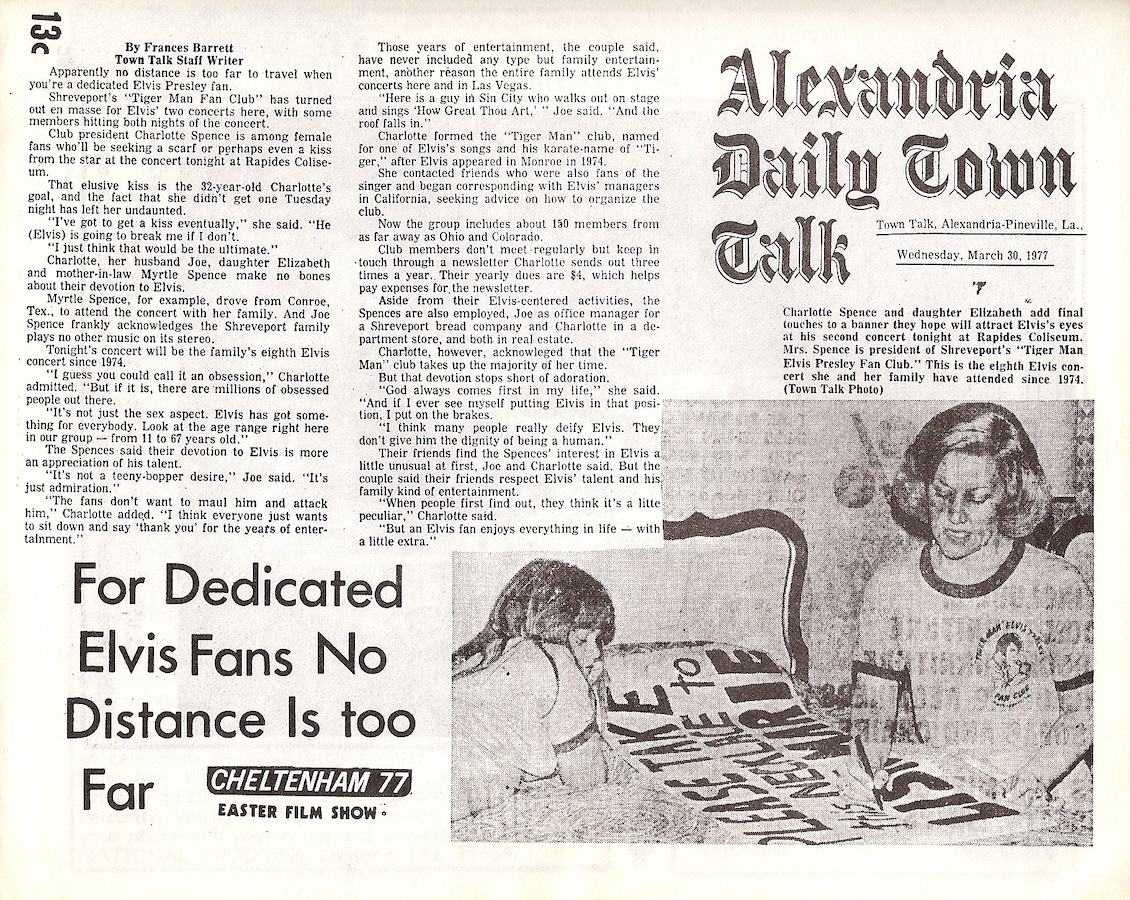 13c
By Frances Barrett
Town Talk Staff Writer
Apparently no distance is too far to travel when
you're a dedicated Elvis Presley fan.
Shreveport's "Tiger Man Fan Club" has turned
out en masse for Elvis' two concerts here, with some
members hitting both nights of the concert.
Club president Charlotte Spence is among female
fans who'll be seeking a scarf or perhaps even a kiss
from the star at the concert tonight at Rapides Colise-
um.
That elusive kiss is the 32-year-old Charlotte's
goal, and the fact that she didn't get one Tuesday
night has left her undaunted.
"I've got to get a kiss eventually," she said. "He
(Elvis) is going to break me if I don't.
"I just think that would be the ultimate."
Charlotte, her husband Joe, daughter Elizabeth
and mother-in-law Myrtle Spence make no bones
about their devotion to Elvis.
Myrtle Spence, for example, drove from Conroe,
Tex., to attend the concert with her family. And Joe
Spence frankly acknowledges the Shreveport family
plays no other music on its stereo.
Tonight's concert will be the family's eighth Elvis
concert since 1974.
"I guess you could call it an obsession," Charlotte
admitted. "But if it is, there are millions of obsessed
people out there.
"It's not just the sex aspect. Elvis has got some-
thing for everybody. Look at the age range right here
in our group — from 11 to 67 years old."
The Spences said their devotion to Elvis is more
an appreciation of his talent.
"It's not a teeny-bopper desire," Joe said. "It's
just admiration."
"The fans don't want to maul him and attack
him," Charlotte added. "I think everyone just wants
to sit down and say 'thank you' for the years of enter-
tainment."
Those years of entertainment, the couple said,
have never included any type but family entertain-
ment, another reason the entire family attends Elvis'
concerts here and in Las Vegas.
"Here is a guy in Sin City who walks out on stage
and sings 'How Great Thou Art,' " Joe said. "And the
roof falls in."
Charlotte formed the "Tiger Man" club, named
for one of Elvis's songs and his karate-name of "Ti-
ger," after Elvis appeared in Monroe in 1974.
She contacted friends who were also fans of the
singer and began corresponding with Elvis' managers
in California, seeking advice on how to organize the
club.
Now the group includes about 150 members from
as far away as Ohio and Colorado.
Club members don't meet regularly but keep in
touch through a newsletter Charlotte sends out three
times a year. Their yearly dues are $4, which helps
pay expenses for the newsletter.
Aside from their Elvis-centered activities, the
Spences are also employed, Joe as office manager for
a Shreveport bread company and Charlotte in a de-
partment store, and both in real estate.
Charlotte, however, acknowleged that the "Tiger
Man" club takes up the majority of her time.
But that devotion stops short of adoration.
"God always comes first in my life," she said.
"And if I ever see myself putting Elvis in that posi-
tion, I put on the brakes.
"I think many people really deify Elvis. They
don't give him the dignity of being a human."
Their friends find the Spences' interest in Elvis a
little unusual at first, Joe and Charlotte said. But the
couple said their friends respect Elvis' talent and his
family kind of entertainment.
"When people first find out, they think it's a litte
peculiar," Charlotte said.
"But an Elvis fan enjoys everything in life — with
a little extra."
Alexandria
Daily Town
Talk
Town Talk, Alexandria-Pineville, La.,
Wednesday, March 30, 1977
Charlotte Spence and daughter Elizabeth add final
touches to a banner they hope will attract Elvis's eyes
at his second concert tonight at Rapides Coliseum.
Mrs. Spence is president of Shreveport's "Tiger Man
Elvis Presley Fan Club." This is the eighth Elvis con-
cert she and her family have attended since 1974.
(Town Talk Photo)
For Dedicated
Elvis Fans No
Distance Is too
Far
CHELTENHAM 77
EASTER FILM SHOW
FAN CLUB
TAKE to
PLEASE